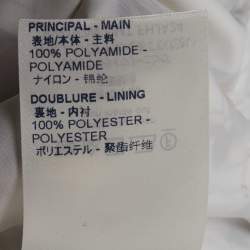 PRINCIPAL - MAIN
表地/本体 - 主料
100% POLYAMIDE -
POLYAMIDE
ナイロン - 锦纶
DOUBLURE - LINING
裏地 - 内衬
100% POLYESTER -
POLYESTER
ポリエステル - 聚酯纤维